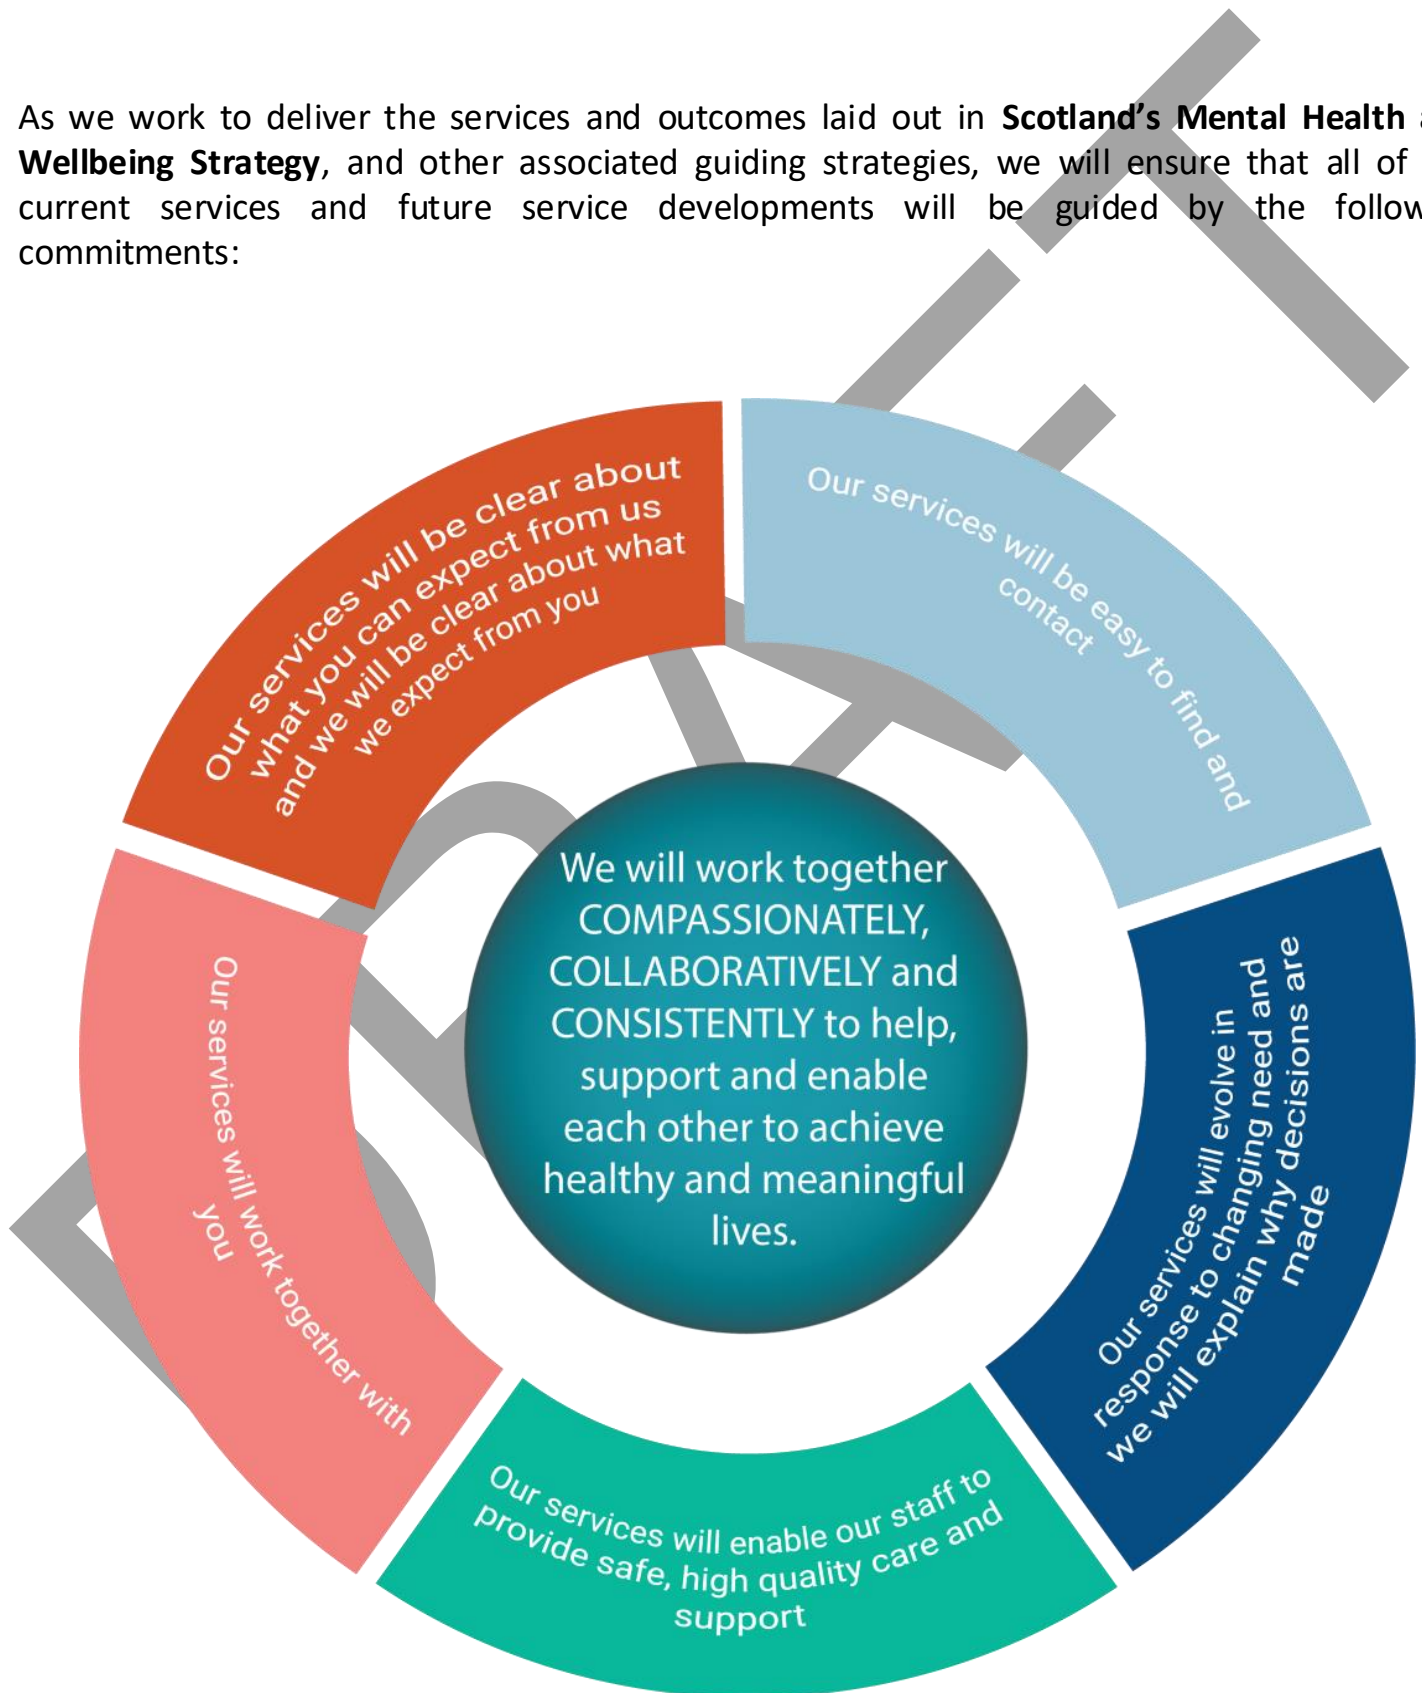 As we work to deliver the services and outcomes laid out in Scotland’s Mental Health
Wellbeing Strategy, and other associated guiding strategies, we will ensure that all of
current services and future service developments will be guided by the
commitments:
Our services will be clear about
what you can expect from us
and we will be clear about what
we expect from you
Our services will be easy to find and
contact
Our services will evolve in
response to changing need and
we will explain why decisions are
made
Our services will enable our staff to
provide safe, high quality care and
support
Our services will work together with
you
We will work together
COMPASSIONATELY,
COLLABORATIVELY and
CONSISTENTLY to help,
support and enable
each other to achieve
healthy and meaningful
lives.
DRAFT